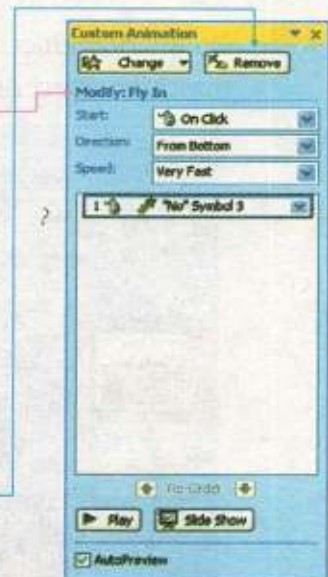 Custom Animation
Change Remove
Modify: Fly In
Start: On Click
Direction: From Bottom
Speed: Very Fast
?
1 "No" Symbol 3
Re-Order
Play Slide Show
AutoPreview